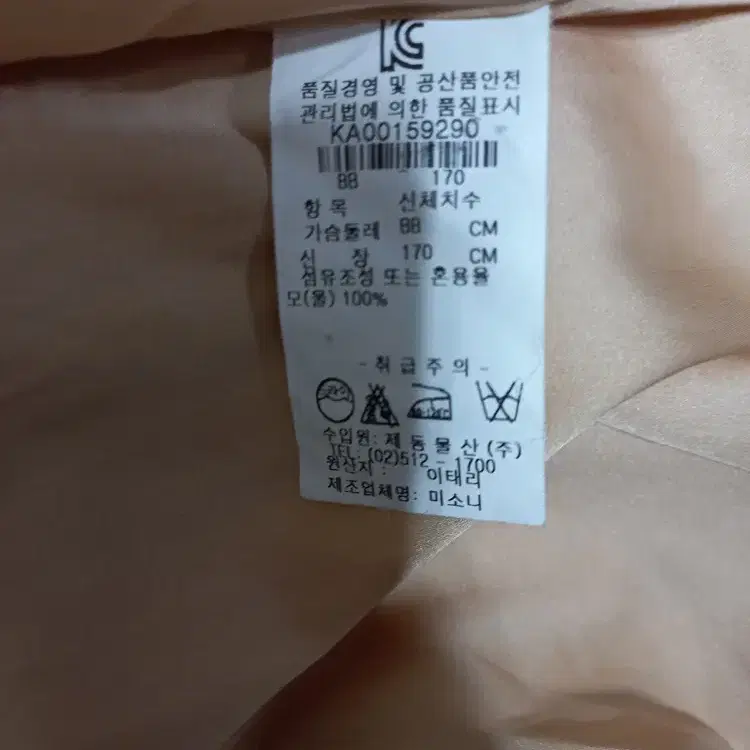 품질경영 및 공산품안전
관리법에 의한 품질표시
KA00159290
88 - 170
항 목 신체치수
가슴둘레 88 CM
신 장 170 CM
섬유조성 또는 혼용율
모(울) 100%
- 취 급 주 의 -
수입원: 제 동 물 산 (주)
TEL: (02)512 - 1700
원산지 : 이태리
제조업체명: 미소니